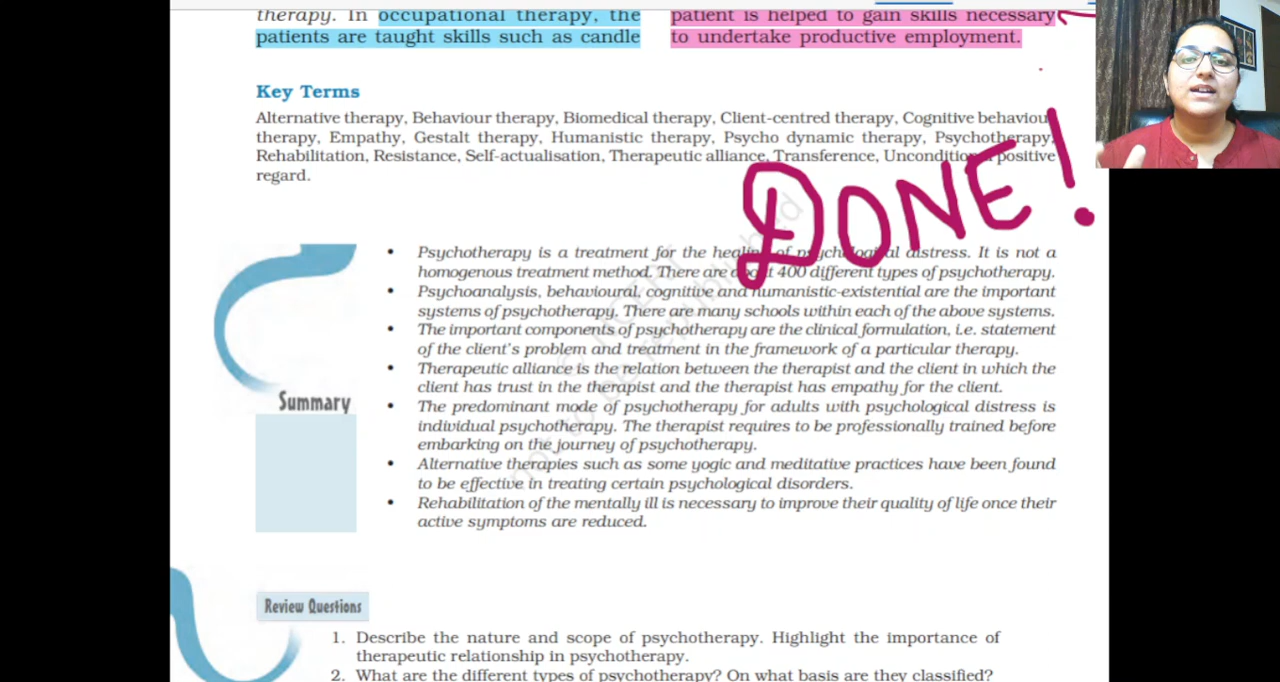 therapy. In occupational therapy, the
patients are taught skills such as candle
patient is helped to gain skills necessary
to undertake productive employment.
Key Terms
Alternative therapy, Behaviour therapy, Biomedical therapy, Client-centred therapy, Cognitive behaviour
therapy, Empathy, Gestalt therapy, Humanistic therapy, Psycho dynamic therapy, Psychotherapy,
Rehabilitation, Resistance, Self-actualisation, Therapeutic alliance, Transference, Unconditional positive
regard.
DONE!
• Psychotherapy is a treatment for the healing of psychological distress. It is not a
homogenous treatment method. There are about 400 different types of psychotherapy.
• Psychoanalysis, behavioural, cognitive and humanistic-existential are the important
systems of psychotherapy. There are many schools within each of the above systems.
• The important components of psychotherapy are the clinical formulation, i.e. statement
of the client's problem and treatment in the framework of a particular therapy.
• Therapeutic alliance is the relation between the therapist and the client in which the
client has trust in the therapist and the therapist has empathy for the client.
Summary
• The predominant mode of psychotherapy for adults with psychological distress is
individual psychotherapy. The therapist requires to be professionally trained before
embarking on the journey of psychotherapy.
• Alternative therapies such as some yogic and meditative practices have been found
to be effective in treating certain psychological disorders.
• Rehabilitation of the mentally ill is necessary to improve their quality of life once their
active symptoms are reduced.
© NCERT
not to be republished
Review Questions
1. Describe the nature and scope of psychotherapy. Highlight the importance of
therapeutic relationship in psychotherapy.
2. What are the different types of psychotherapy? On what basis are they classified?